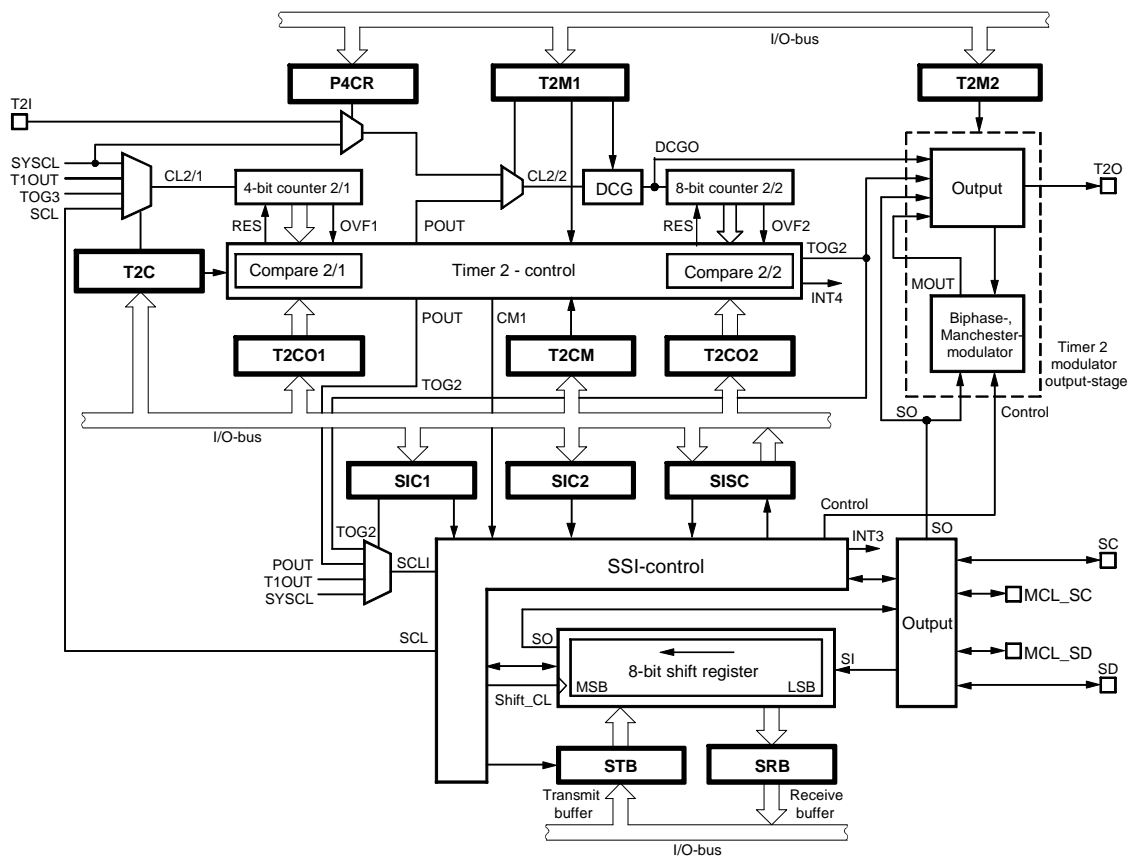 I/O-bus
P4CR
T2M1
T2M2
T2I
SYSCL
T1OUT
TOG3
SCL
CL2/1
4-bit counter 2/1
CL2/2
DCG
DCGO
8-bit counter 2/2
Output
T2O
RES
OVF1
POUT
RES
OVF2
TOG2
T2C
Compare 2/1
Timer 2 - control
Compare 2/2
INT4
MOUT
Biphase-,
Manchester-
modulator
Timer 2
modulator
output-stage
POUT
CM1
T2CO1
T2CM
T2CO2
TOG2
SO
Control
I/O-bus
SIC1
SIC2
SISC
Control
TOG2
POUT
T1OUT
SYSCL
SCLI
SSI-control
INT3
SO
SC
MCL_SC
Output
SCL
SO
8-bit shift register
MSB
LSB
SI
MCL_SD
SD
Shift_CL
STB
SRB
Transmit
buffer
Receive
buffer
I/O-bus